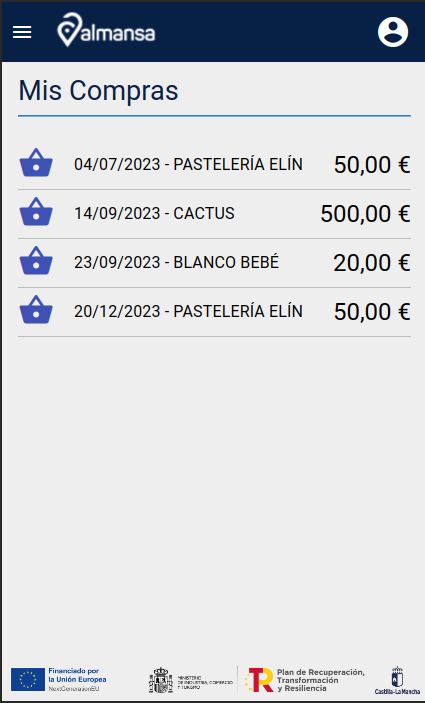 almansa
Mis Compras
04/07/2023 - PASTELERÍA ELÍN 50,00 €
14/09/2023 - CACTUS 500,00 €
23/09/2023 - BLANCO BEBÉ 20,00 €
20/12/2023 - PASTELERÍA ELÍN 50,00 €
Financiado por
la Unión Europea
NextGenerationEU
MINISTERIO
DE INDUSTRIA, COMERCIO
Y TURISMO
Plan de Recuperación,
Transformación
y Resiliencia
Castilla-La Mancha